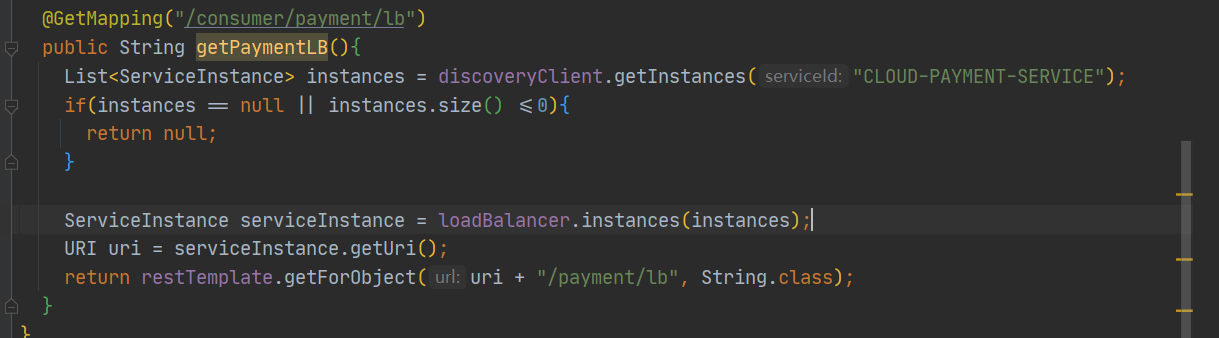 @GetMapping("/consumer/payment/lb")
public String getPaymentLB(){
List<ServiceInstance> instances = discoveryClient.getInstances( serviceId: "CLOUD-PAYMENT-SERVICE");
if(instances == null || instances.size() <=0){
return null;
}
ServiceInstance serviceInstance = loadBalancer.instances(instances);
URI uri = serviceInstance.getUri();
return restTemplate.getForObject( url: uri + "/payment/lb", String.class);
}
}